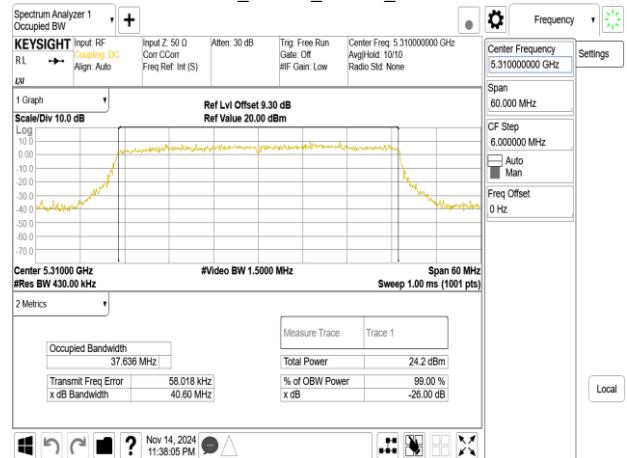 Spectrum Analyzer 1
Occupied BW
Frequency
KEYSIGHT
RL
LXI
Input: RF
Coupling: DC
Align: Auto
Input Z: 50 Ω
Corr CCorr
Freq Ref: Int (S)
Atten: 30 dB
Trig: Free Run
Gate: Off
#IF Gain: Low
Center Freq: 5.310000000 GHz
Avg|Hold: 10/10
Radio Std: None
Center Frequency
5.310000000 GHz
Settings
Span
60.000 MHz
CF Step
6.000000 MHz
Auto
Man
Freq Offset
0 Hz
1 Graph
Scale/Div 10.0 dB
Ref Lvl Offset 9.30 dB
Ref Value 20.00 dBm
Log
10.0
0.00
-10.0
-20.0
-30.0
-40.0
-50.0
-60.0
-70.0
Center 5.31000 GHz
#Video BW 1.5000 MHz
Span 60 MHz
#Res BW 430.00 kHz
Sweep 1.00 ms (1001 pts)
2 Metrics
Measure Trace Trace 1
Occupied Bandwidth
37.636 MHz
Total Power 24.2 dBm
Transmit Freq Error 58.018 kHz
% of OBW Power 99.00 %
x dB Bandwidth 40.60 MHz
x dB -26.00 dB
Local
?
Nov 14, 2024
11:38:05 PM